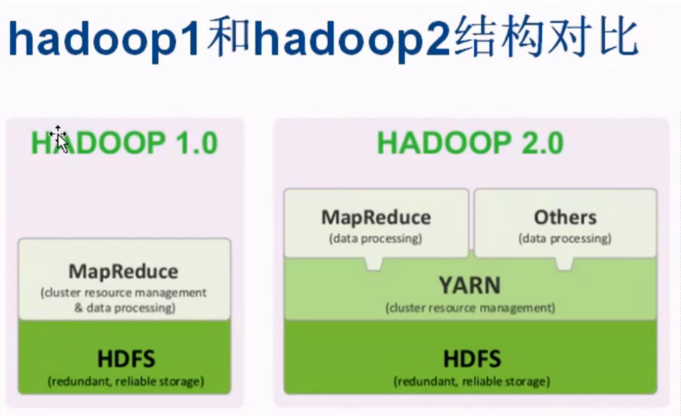 hadoop1和hadoop2结构对比
HADOOP 1.0
MapReduce
(cluster resource management
& data processing)
HDFS
(redundant, reliable storage)
HADOOP 2.0
MapReduce
(data processing)
Others
(data processing)
YARN
(cluster resource management)
HDFS
(redundant, reliable storage)